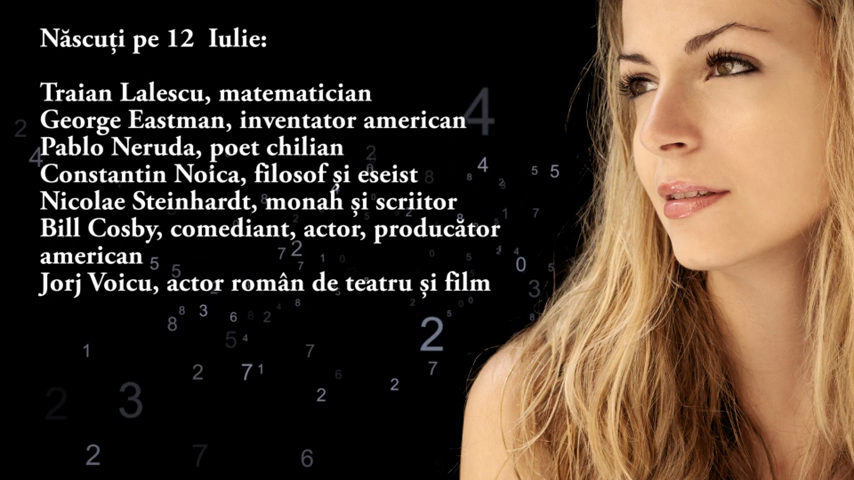 Născuți pe 12 Iulie:
Traian Lalescu, matematician
George Eastman, inventator american
Pablo Neruda, poet chilian
Constantin Noica, filosof și eseist
Nicolae Steinhardt, monah și scriitor
Bill Cosby, comediant, actor, producător
american
Jorj Voicu, actor român de teatru și film